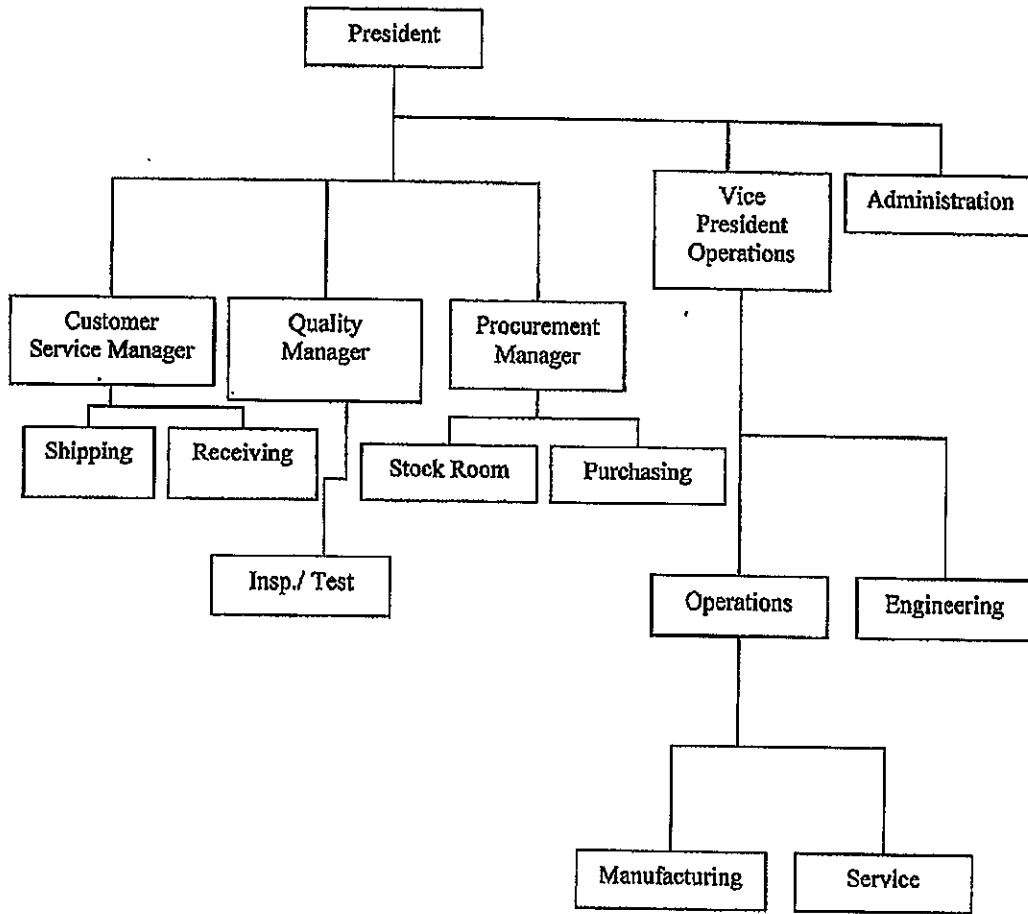 President
Vice
President
Operations
Administration
Customer
Service Manager
Quality
Manager
Procurement
Manager
Shipping
Receiving
Stock Room
Purchasing
Insp./ Test
Operations
Engineering
Manufacturing
Service